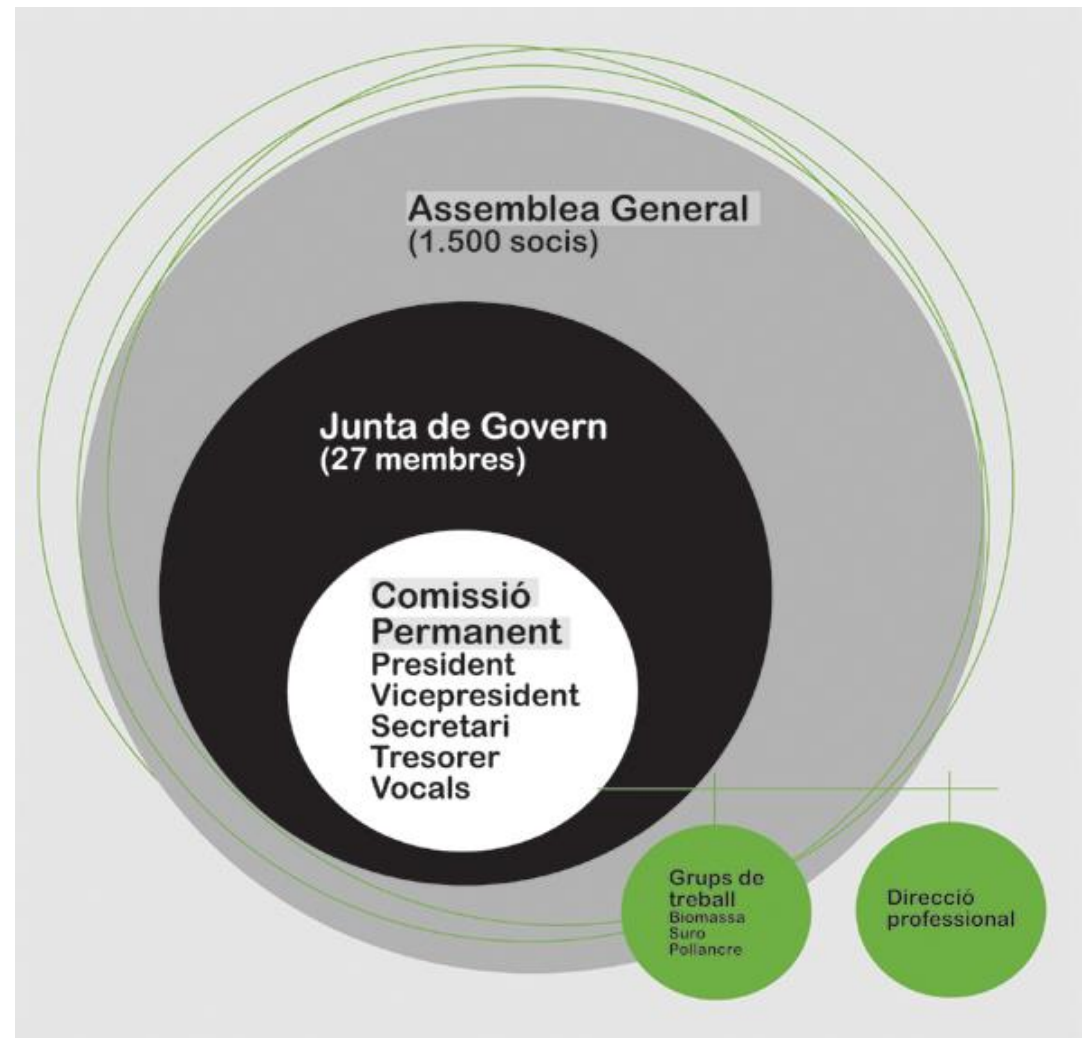 Assemblea General
(1.500 socis)
Junta de Govern
(27 membres)
Comissió
Permanent
President
Vicepresident
Secretari
Tresorer
Vocals
Grups de
treball
Biomassa
Suro
Pollancre
Direcció
professional